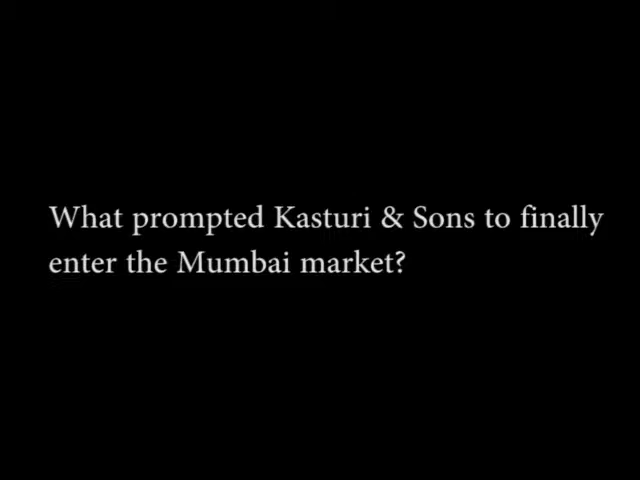 What prompted Kasturi & Sons to finally
enter the Mumbai market?